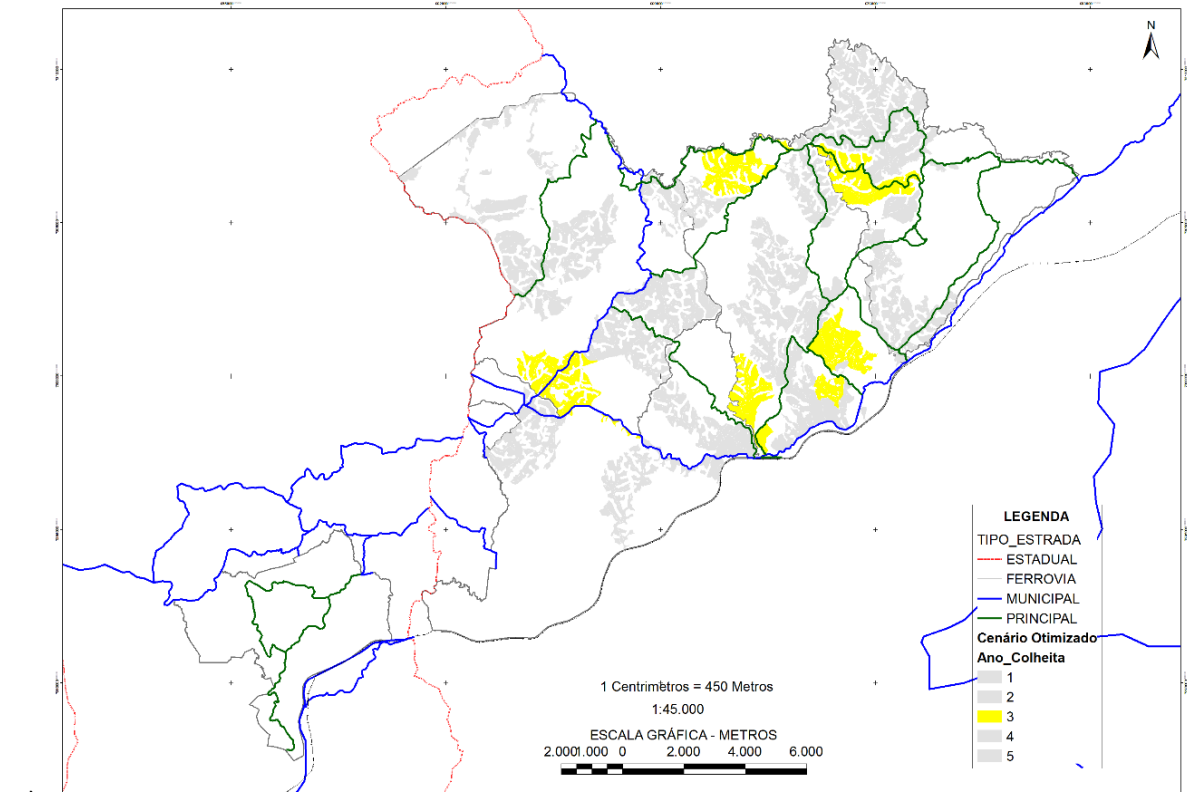 N
LEGENDA
TIPO_ESTRADA
ESTADUAL
FERROVIA
MUNICIPAL
PRINCIPAL
Cenário Otimizado
Ano_Colheita
1
2
3
4
5
1 Centrimetros = 450 Metros
1:45.000
ESCALA GRÁFICA - METROS
2.0001.000 0 2.000 4.000 6.000